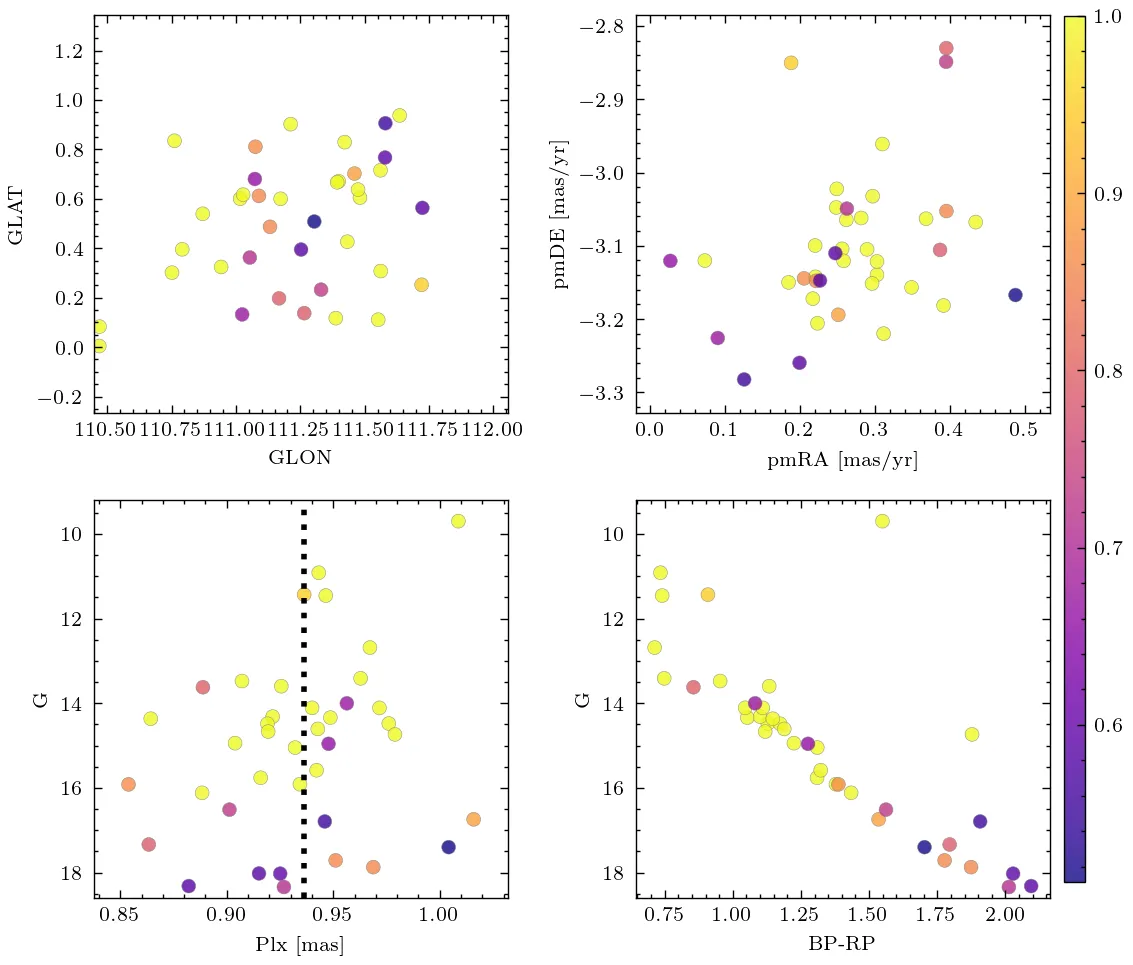 1.2
1.0
0.8
0.6
0.4
0.2
0.0
−0.2
GLAT
110.50 110.75 111.00 111.25 111.50 111.75 112.00
GLON
−2.8
−2.9
−3.0
−3.1
−3.2
−3.3
pmDE [mas/yr]
0.0 0.1 0.2 0.3 0.4 0.5
pmRA [mas/yr]
1.0
0.9
0.8
0.7
0.6
10
12
14
16
18
G
0.85 0.90 0.95 1.00
Plx [mas]
10
12
14
16
18
G
0.75 1.00 1.25 1.50 1.75 2.00
BP-RP